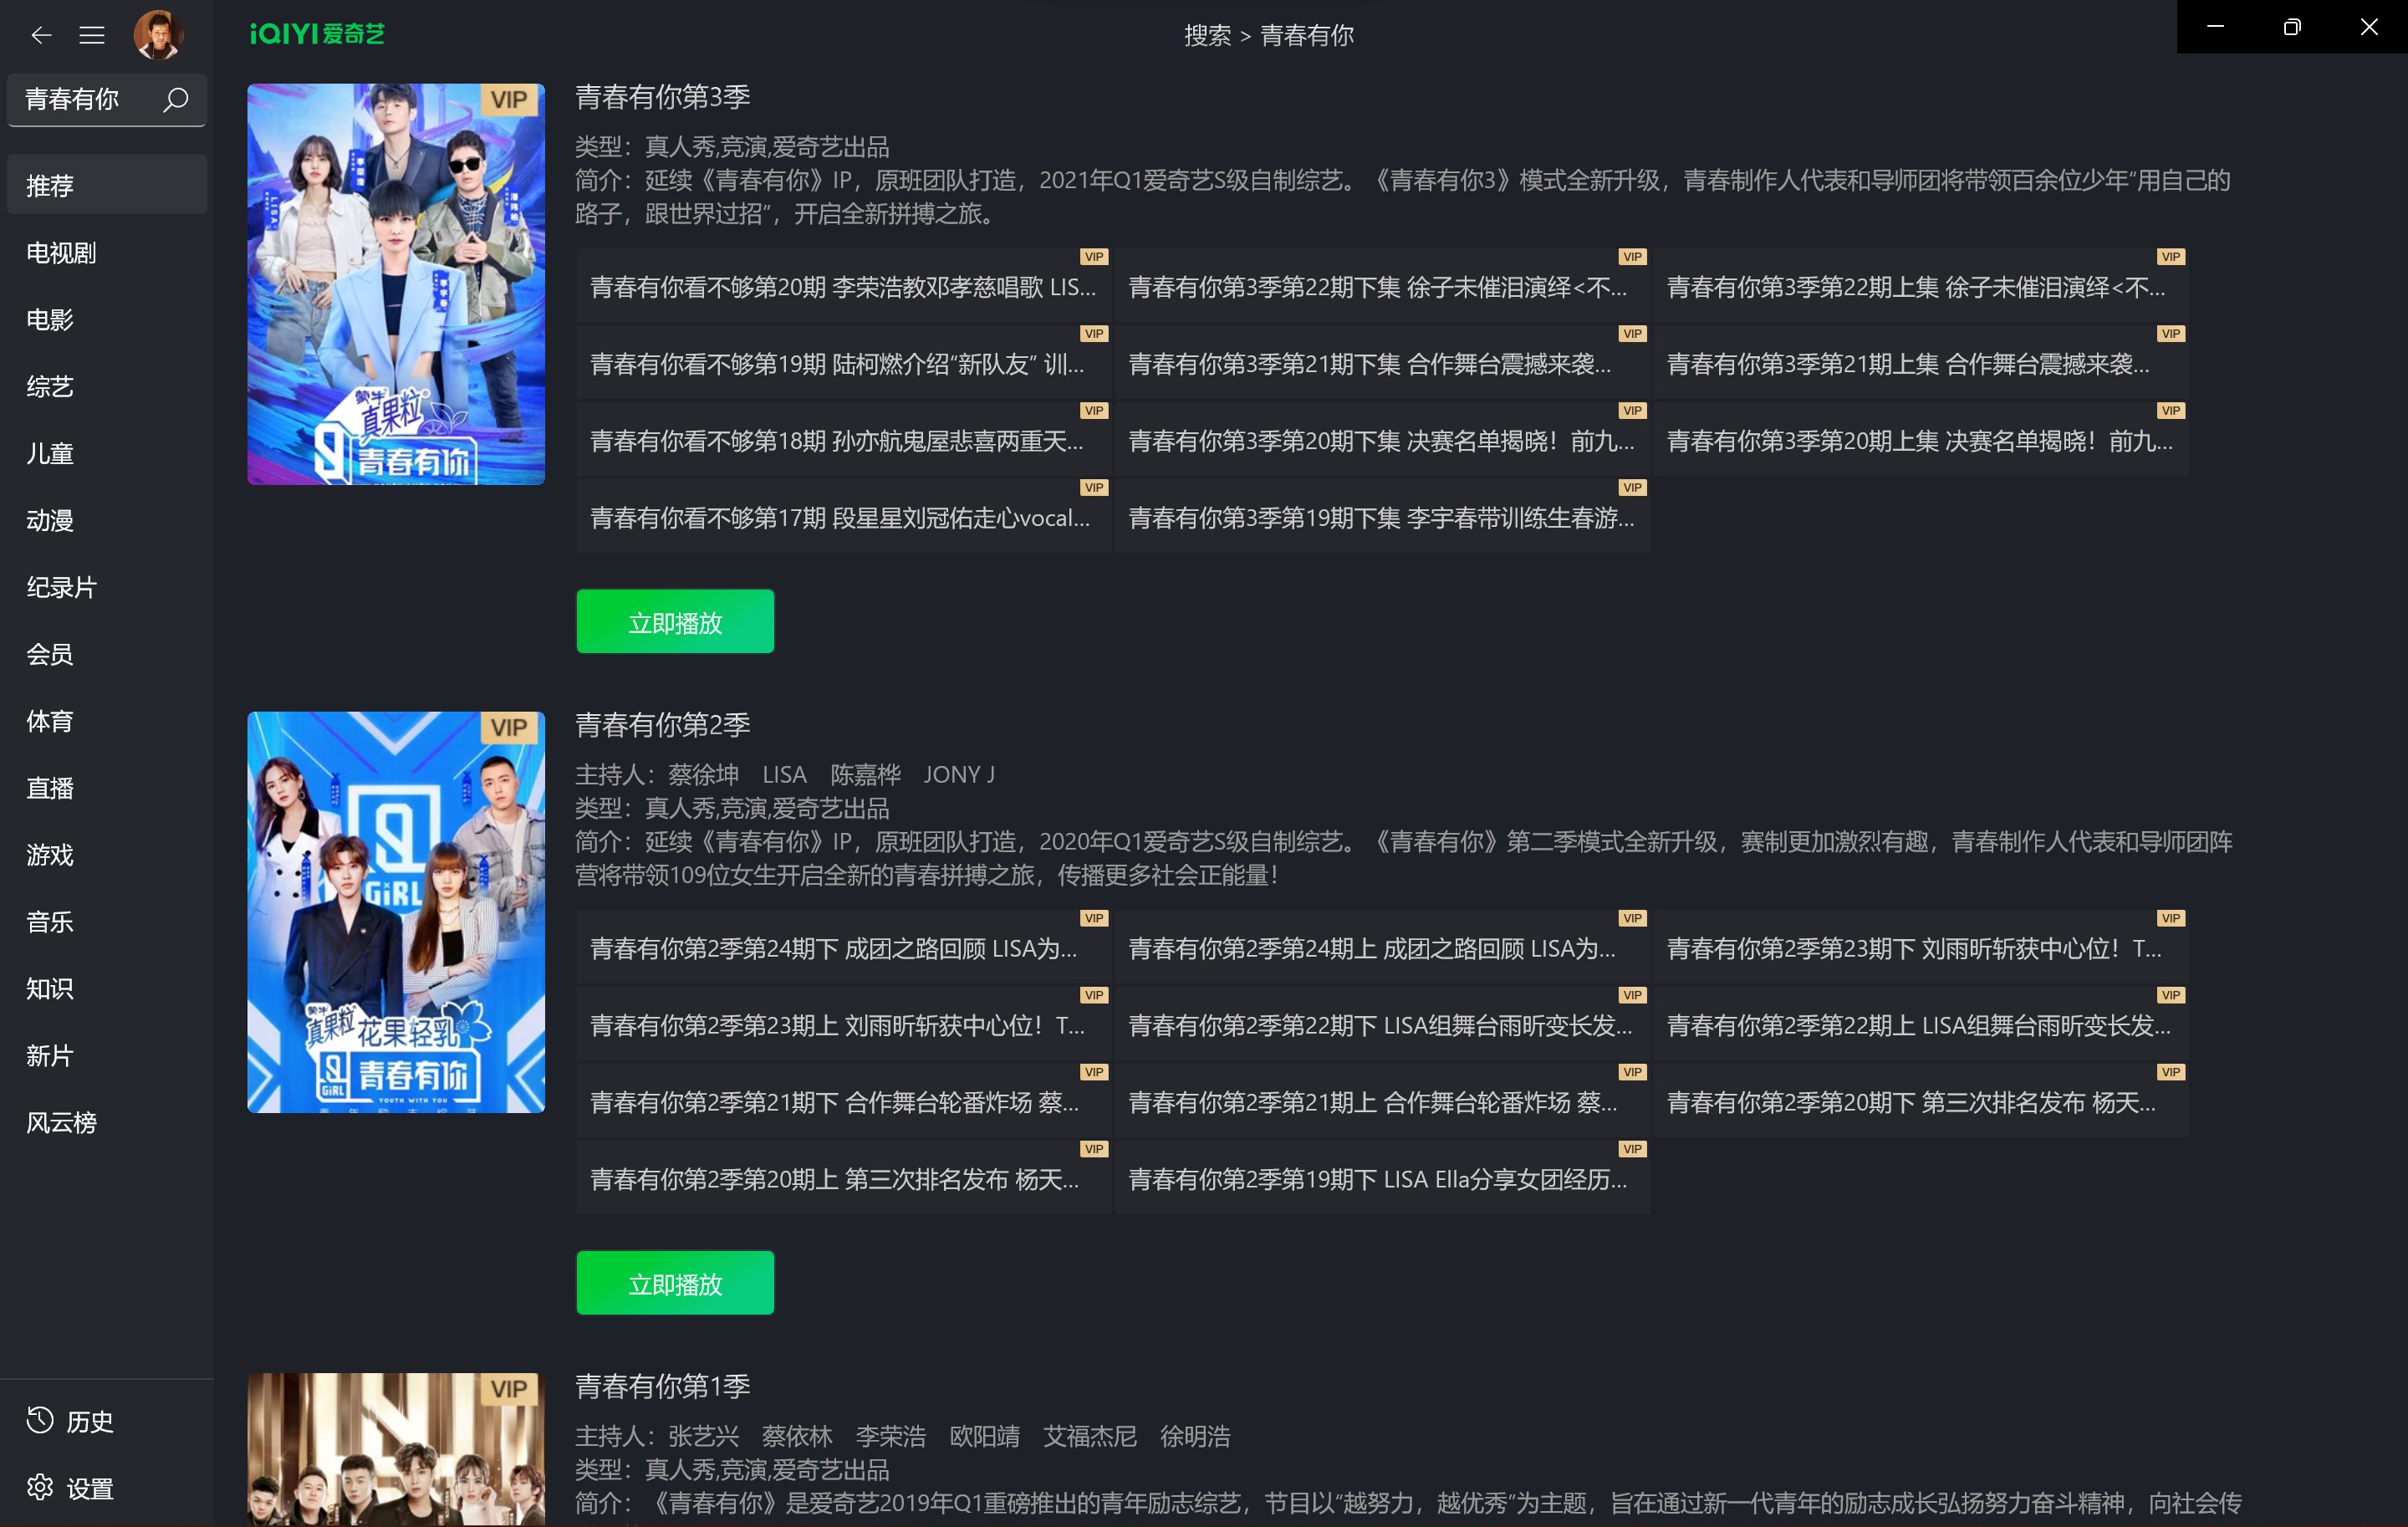 iQIYI 爱奇艺
搜索 > 青春有你
青春有你
推荐
电视剧
电影
综艺
儿童
动漫
纪录片
会员
体育
直播
游戏
音乐
知识
新片
风云榜
历史
设置
VIP
LISA
李荣浩
潘玮柏
李宇春
蒙牛
真果粒
青春有你
青春有你第3季
类型：真人秀,竞演,爱奇艺出品
简介：延续《青春有你》IP，原班团队打造，2021年Q1爱奇艺S级自制综艺。《青春有你3》模式全新升级，青春制作人代表和导师团将带领百余位少年“用自己的
路子，跟世界过招”，开启全新拼搏之旅。
VIP
青春有你看不够第20期 李荣浩教邓孝慈唱歌 LIS...
VIP
青春有你第3季第22期下集 徐子未催泪演绎<不...
VIP
青春有你第3季第22期上集 徐子未催泪演绎<不...
VIP
青春有你看不够第19期 陆柯燃介绍“新队友” 训...
VIP
青春有你第3季第21期下集 合作舞台震撼来袭...
VIP
青春有你第3季第21期上集 合作舞台震撼来袭...
VIP
青春有你看不够第18期 孙亦航鬼屋悲喜两重天...
VIP
青春有你第3季第20期下集 决赛名单揭晓！前九...
VIP
青春有你第3季第20期上集 决赛名单揭晓！前九...
VIP
青春有你看不够第17期 段星星刘冠佑走心vocal...
VIP
青春有你第3季第19期下集 李宇春带训练生春游...
立即播放
VIP
GiRL
蒙牛
真果粒 花果轻乳
GiRL 青春有你
YOUTH WITH YOU
青春有你第2季
主持人：蔡徐坤 LISA 陈嘉桦 JONY J
类型：真人秀,竞演,爱奇艺出品
简介：延续《青春有你》IP，原班团队打造，2020年Q1爱奇艺S级自制综艺。《青春有你》第二季模式全新升级，赛制更加激烈有趣，青春制作人代表和导师团阵
营将带领109位女生开启全新的青春拼搏之旅，传播更多社会正能量！
VIP
青春有你第2季第24期下 成团之路回顾 LISA为...
VIP
青春有你第2季第24期上 成团之路回顾 LISA为...
VIP
青春有你第2季第23期下 刘雨昕斩获中心位！T...
VIP
青春有你第2季第23期上 刘雨昕斩获中心位！T...
VIP
青春有你第2季第22期下 LISA组舞台雨昕变长发...
VIP
青春有你第2季第22期上 LISA组舞台雨昕变长发...
VIP
青春有你第2季第21期下 合作舞台轮番炸场 蔡...
VIP
青春有你第2季第21期上 合作舞台轮番炸场 蔡...
VIP
青春有你第2季第20期下 第三次排名发布 杨天...
VIP
青春有你第2季第20期上 第三次排名发布 杨天...
VIP
青春有你第2季第19期下 LISA Ella分享女团经历...
立即播放
VIP
青春有你第1季
主持人：张艺兴 蔡依林 李荣浩 欧阳靖 艾福杰尼 徐明浩
类型：真人秀,竞演,爱奇艺出品
简介：《青春有你》是爱奇艺2019年Q1重磅推出的青年励志综艺，节目以“越努力，越优秀”为主题，旨在通过新一代青年的励志成长弘扬努力奋斗精神，向社会传